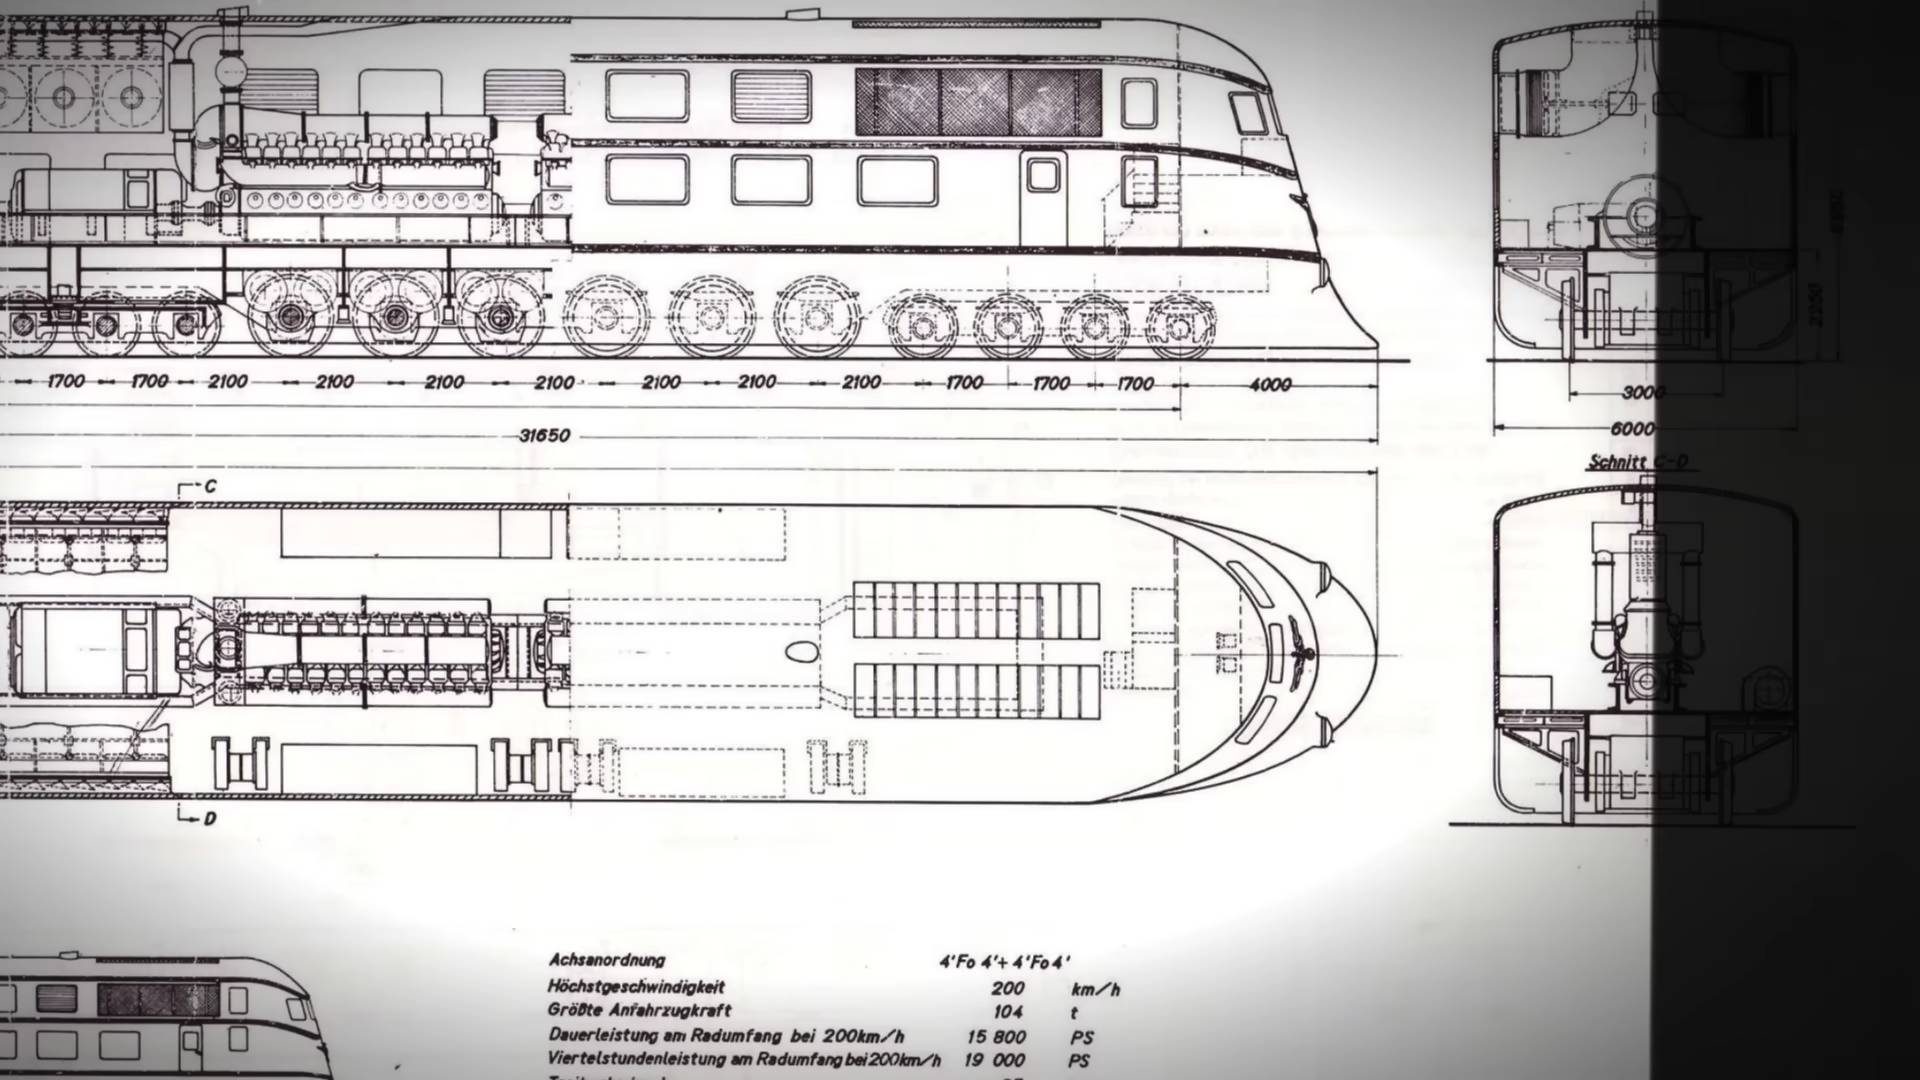 1700 1700 2100 2100 2100 2100 2100 2100 2100 1700 1700 1700 4000
3000
31650
6000
2250
Schnitt C-D
C
D
Achsanordnung 4'Fo 4'+ 4'Fo 4'
Höchstgeschwindigkeit 200 km/h
Größte Anfahrzugkraft 104 t
Dauerleistung am Radumfang bei 200km/h 15 800 PS
Viertelstundenleistung am Radumfang bei 200km/h 19 000 PS